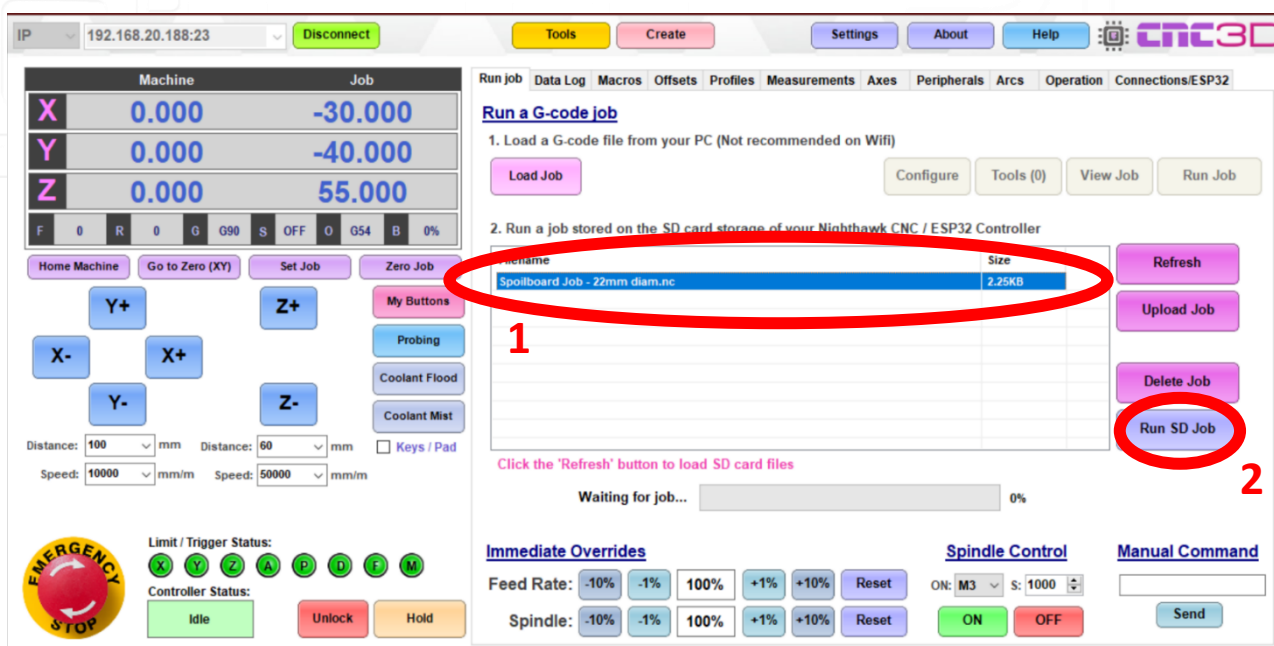 IP 192.168.20.188:23 Disconnect Tools Create Settings About Help CNC3D
Machine Job
X 0.000 -30.000
Y 0.000 -40.000
Z 0.000 55.000
F 0 R 0 G G90 S OFF O G54 B 0%
Home Machine Go to Zero (XY) Set Job Zero Job
Y+ Z+ My Buttons
Probing
X- X+
Coolant Flood
Y- Z-
Coolant Mist
Distance: 100 mm Distance: 60 mm Keys / Pad
Speed: 10000 mm/m Speed: 50000 mm/m
EMERGENCY STOP
Limit / Trigger Status:
X Y Z A P D F M
Controller Status:
Idle Unlock Hold
Run job Data Log Macros Offsets Profiles Measurements Axes Peripherals Arcs Operation Connections/ESP32
Run a G-code job
1. Load a G-code file from your PC (Not recommended on Wifi)
Load Job Configure Tools (0) View Job Run Job
2. Run a job stored on the SD card storage of your Nighthawk CNC / ESP32 Controller
Filename Size
Spoilboard Job - 22mm diam.nc 2.25KB
1
Refresh
Upload Job
Delete Job
Run SD Job
2
Click the 'Refresh' button to load SD card files
Waiting for job... 0%
Immediate Overrides Spindle Control Manual Command
Feed Rate: -10% -1% 100% +1% +10% Reset ON: M3 S: 1000
Spindle: -10% -1% 100% +1% +10% Reset ON OFF Send